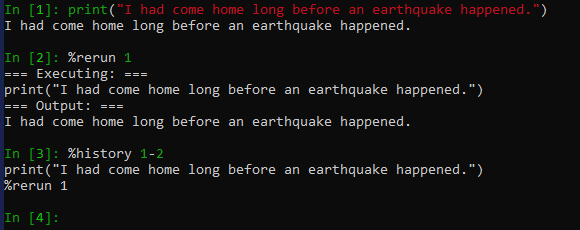 In [1]: print("I had come home long before an earthquake happened.")
I had come home long before an earthquake happened.
In [2]: %rerun 1
=== Executing: ===
print("I had come home long before an earthquake happened.")
=== Output: ===
I had come home long before an earthquake happened.
In [3]: %history 1-2
print("I had come home long before an earthquake happened.")
%rerun 1
In [4]: